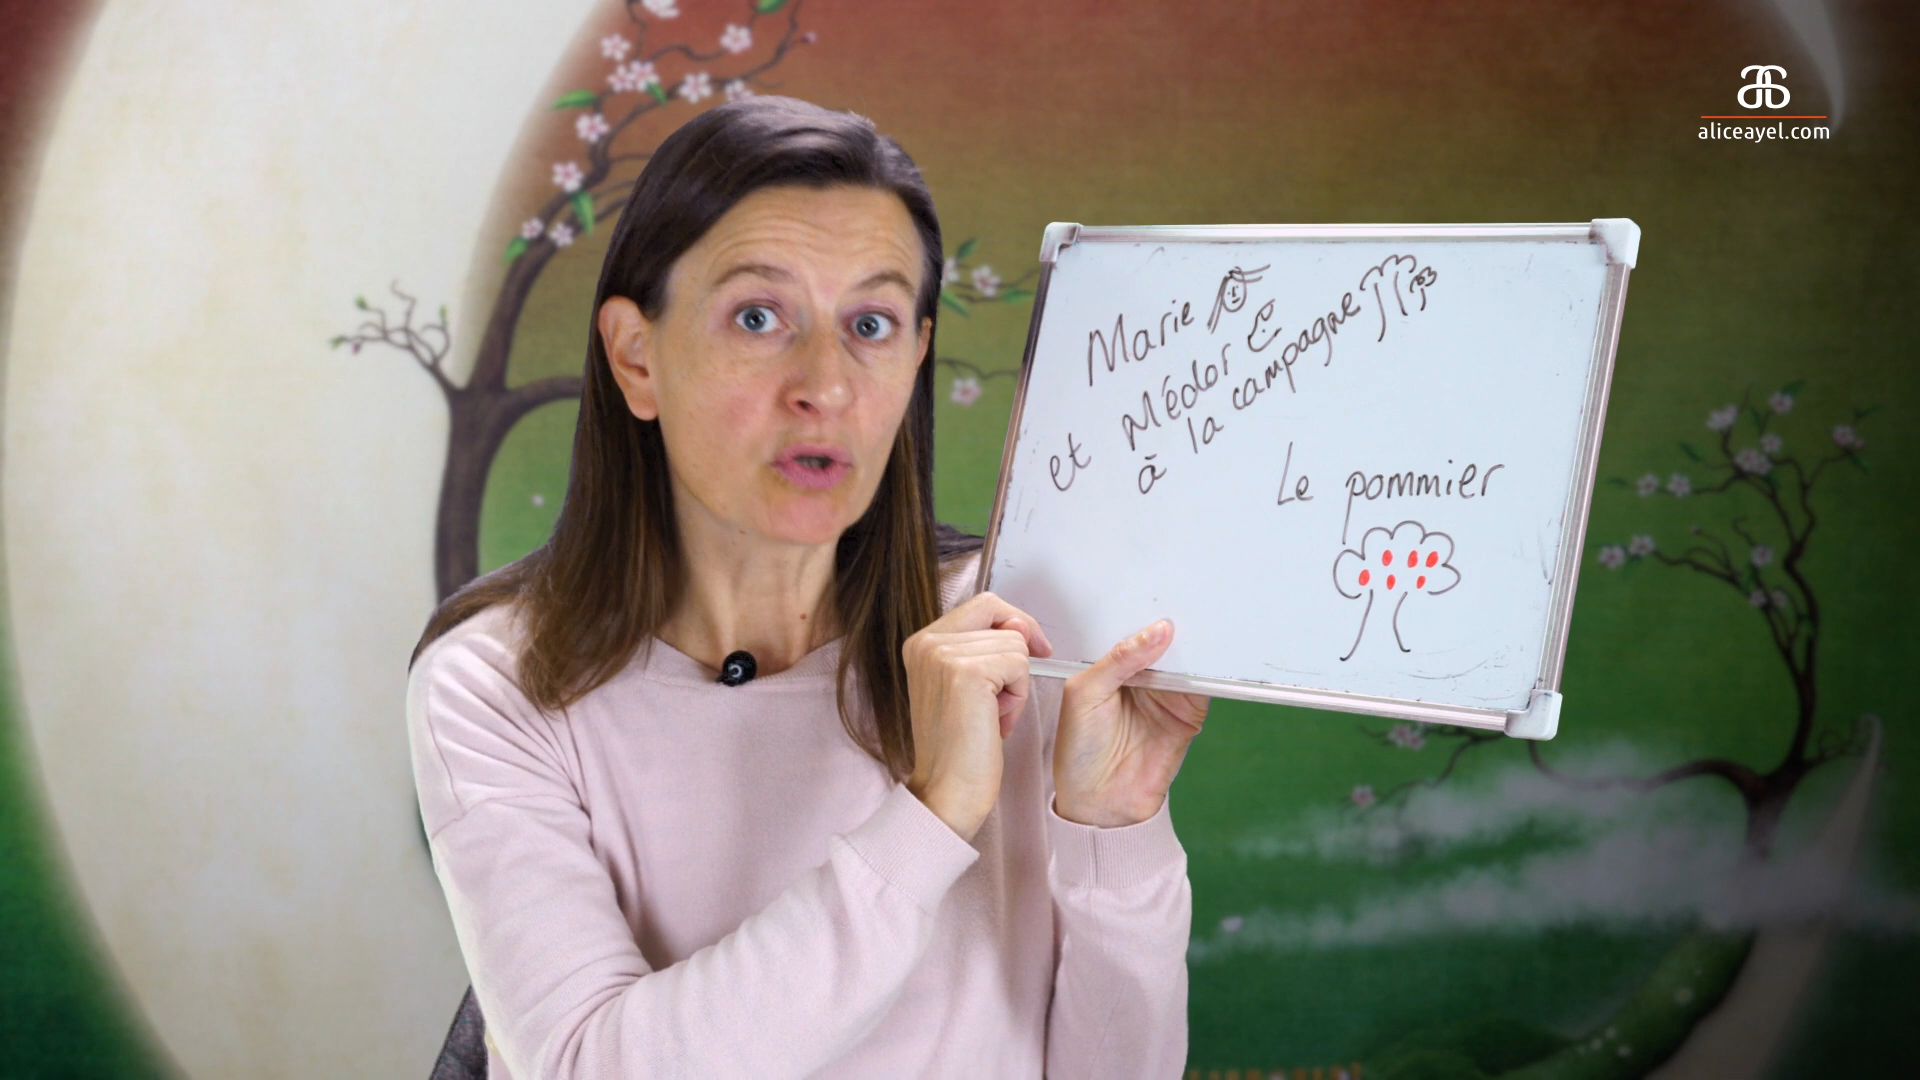 aliceayel.com
Marie
et Médor
à la campagne
Le pommier